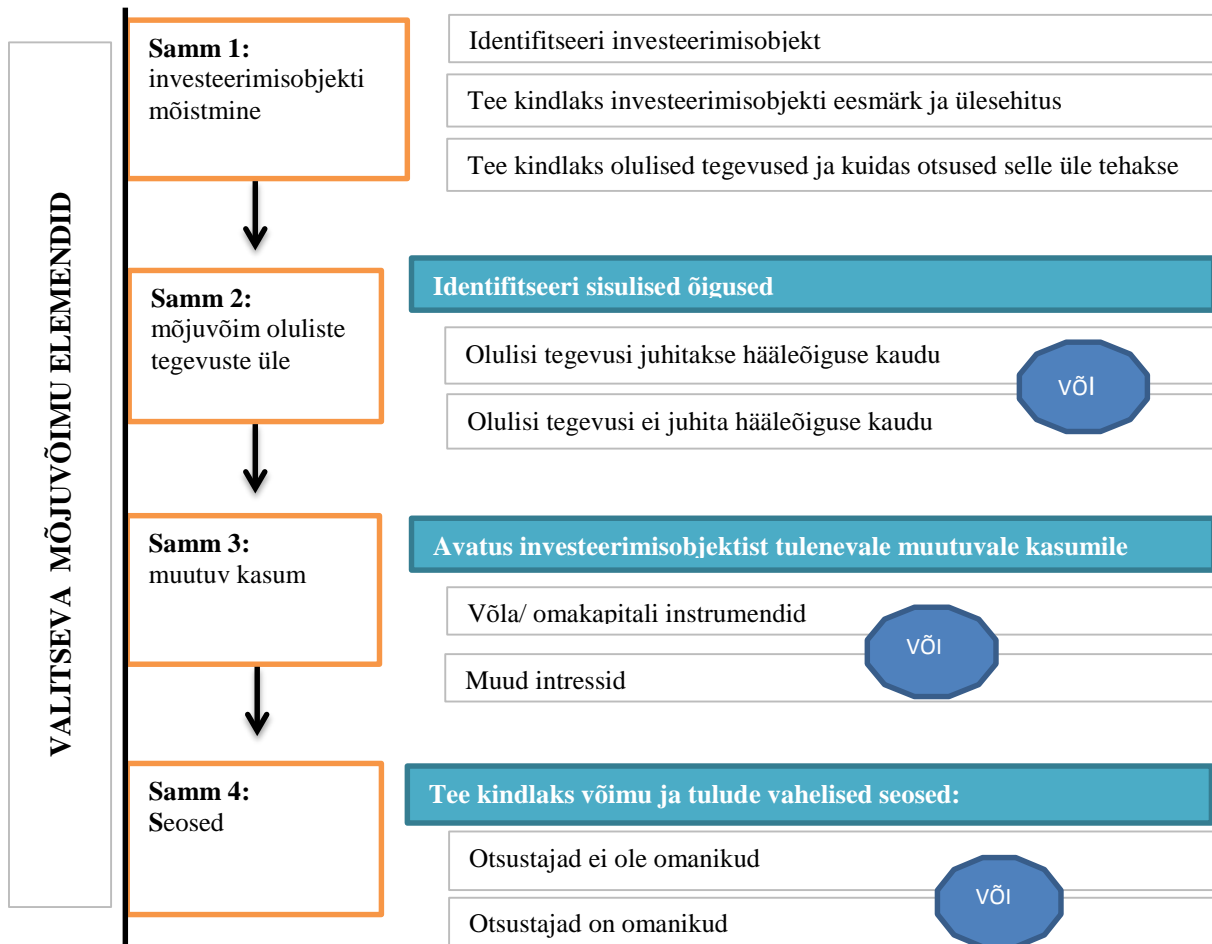 VALITSEVA MÕJUVÕIMU ELEMENDID
Samm 1:
investeerimisobjekti
mõistmine
Identifitseeri investeerimisobjekt
Tee kindlaks investeerimisobjekti eesmärk ja ülesehitus
Tee kindlaks olulised tegevused ja kuidas otsused selle üle tehakse
Samm 2:
mõjuvõim oluliste
tegevuste üle
Identifitseeri sisulised õigused
Olulisi tegevusi juhitakse hääleõiguse kaudu
VÕI
Olulisi tegevusi ei juhita hääleõiguse kaudu
Samm 3:
muutuv kasum
Avatus investeerimisobjektist tulenevale muutuvale kasumile
Võla/ omakapitali instrumendid
VÕI
Muud intressid
Samm 4:
Seosed
Tee kindlaks võimu ja tulude vahelised seosed:
Otsustajad ei ole omanikud
VÕI
Otsustajad on omanikud